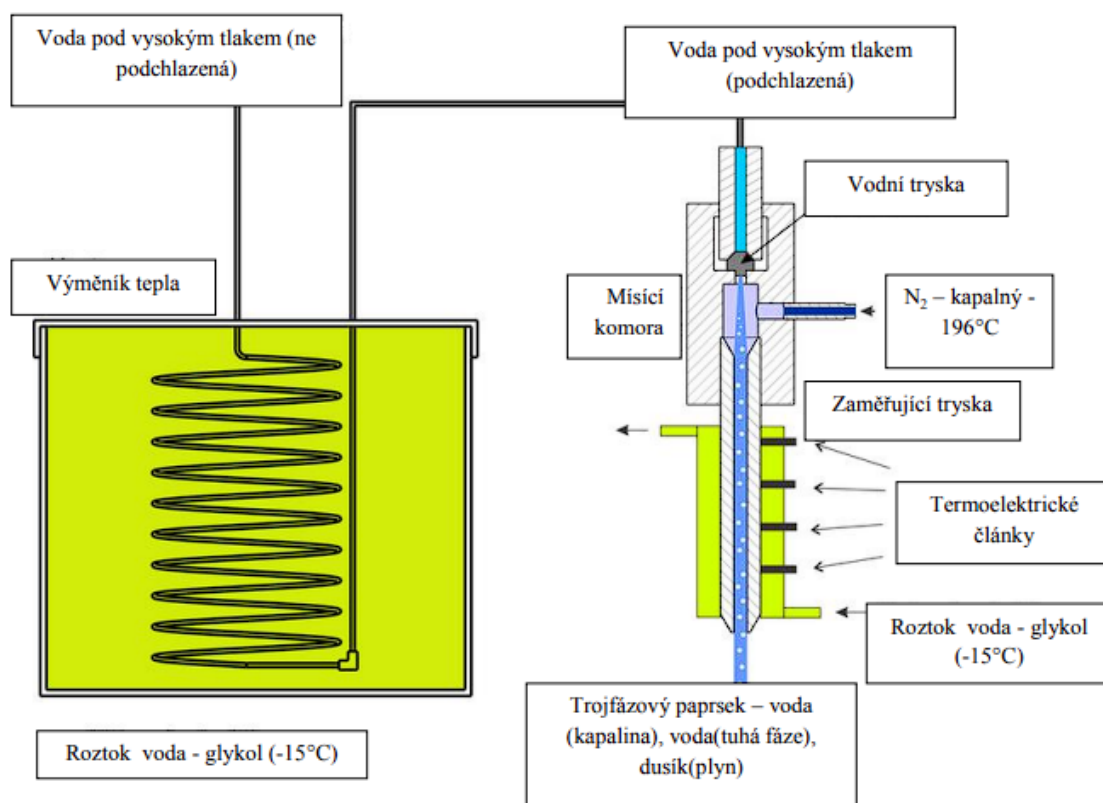 Voda pod vysokým tlakem (ne
podchlazená)
Voda pod vysokým tlakem
(podchlazená)
Vodní tryska
Výměník tepla
Mísící
komora
N₂ – kapalný -
196°C
Zaměřující tryska
Termoelektrické
články
Roztok voda - glykol
(-15°C)
Trojfázový paprsek – voda
(kapalina), voda(tuhá fáze),
dusík(plyn)
Roztok voda - glykol (-15°C)